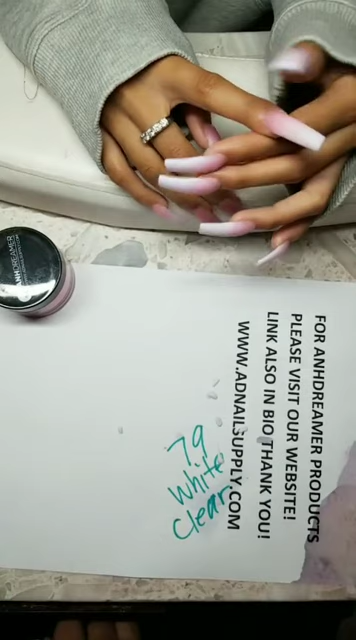 ANHDREAMER
FOR ANHDREAMER PRODUCTS
PLEASE VISIT OUR WEBSITE!
LINK ALSO IN BIO THANK YOU!
WWW.ADNAILSUPPLY.COM
79
White
Clear